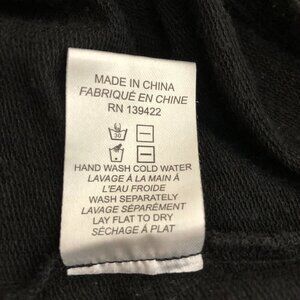 MADE IN CHINA
FABRIQUÉ EN CHINE
RN 139422
30
HAND WASH COLD WATER
LAVAGE À LA MAIN À
L'EAU FROIDE
WASH SEPARATELY
LAVAGE SÉPARÉMENT
LAY FLAT TO DRY
SÉCHAGE À PLAT